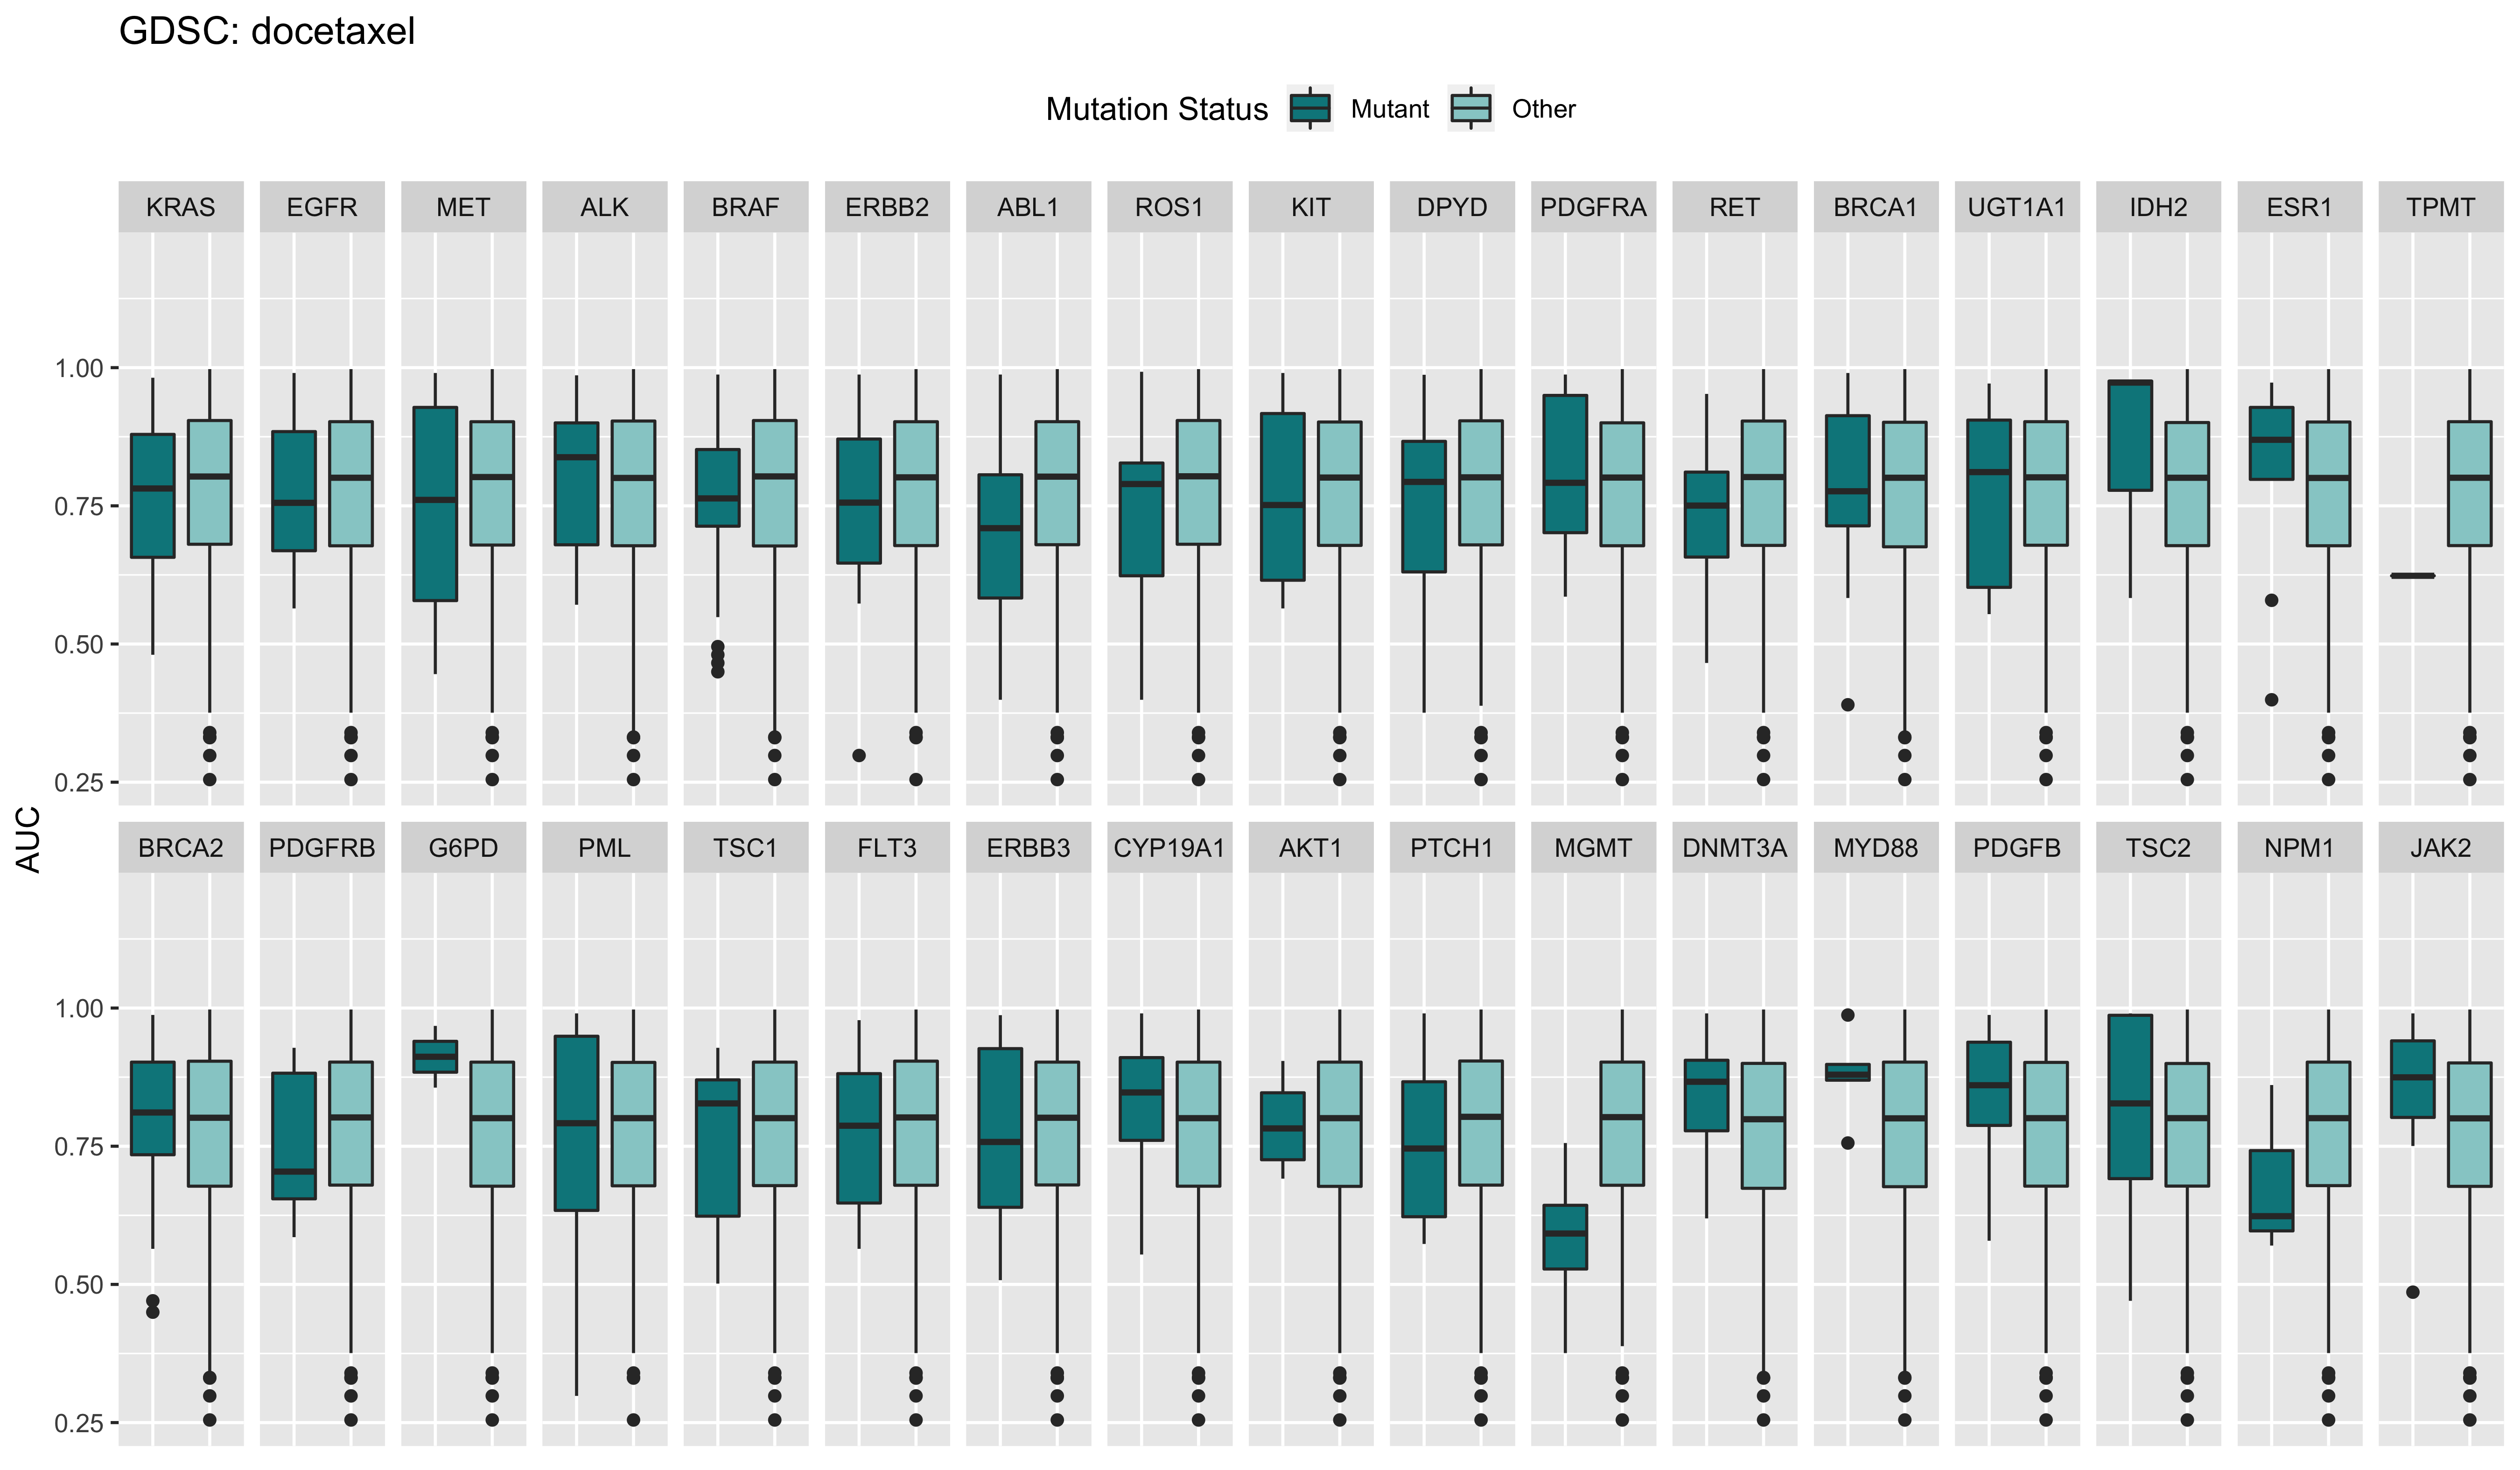 GDSC: docetaxel
Mutation Status Mutant Other
KRAS EGFR MET ALK BRAF ERBB2 ABL1 ROS1 KIT DPYD PDGFRA RET BRCA1 UGT1A1 IDH2 ESR1 TPMT
1.00
0.75
0.50
0.25
AUC
BRCA2 PDGFRB G6PD PML TSC1 FLT3 ERBB3 CYP19A1 AKT1 PTCH1 MGMT DNMT3A MYD88 PDGFB TSC2 NPM1 JAK2
1.00
0.75
0.50
0.25